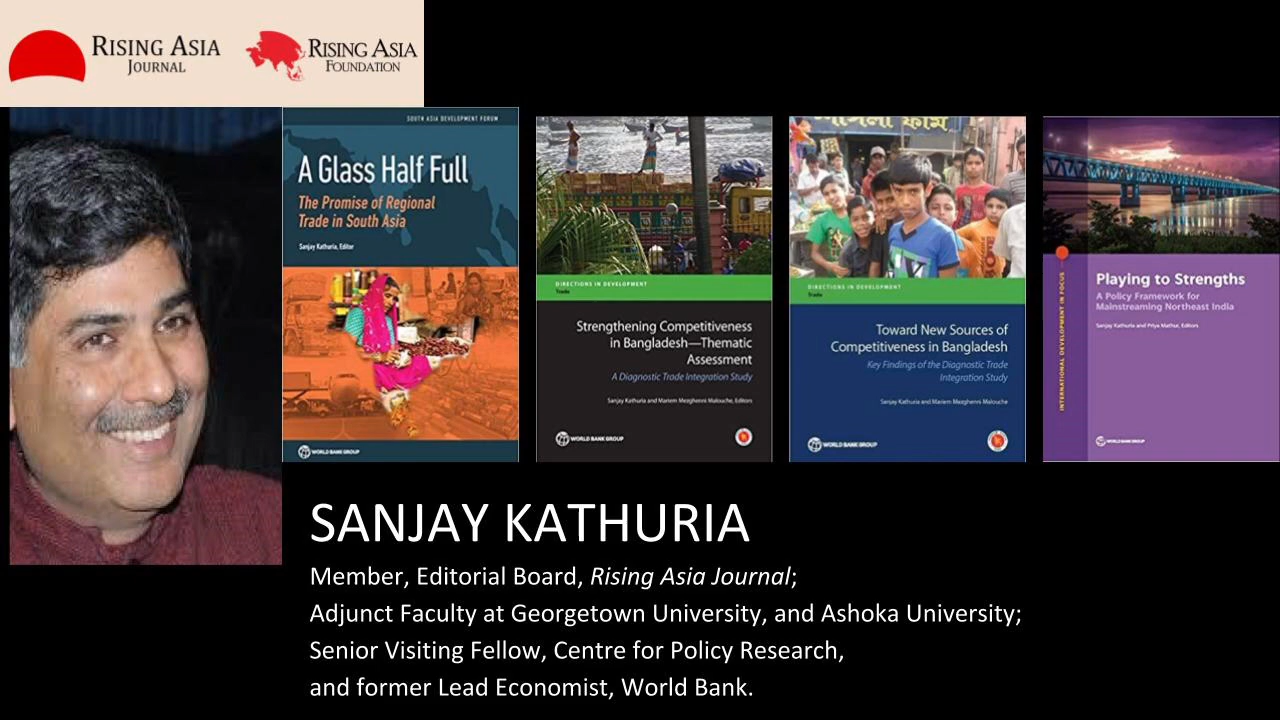 RISING ASIA
JOURNAL
RISING ASIA
FOUNDATION
SOUTH ASIA DEVELOPMENT FORUM
A Glass Half Full
The Promise of Regional
Trade in South Asia
Sanjay Kathuria, Editor
WORLD BANK GROUP
DIRECTIONS IN DEVELOPMENT
Trade
Strengthening Competitiveness
in Bangladesh—Thematic
Assessment
A Diagnostic Trade Integration Study
Sanjay Kathuria and Mariem Mezghenni Malouche, Editors
WORLD BANK GROUP
DIRECTIONS IN DEVELOPMENT
Trade
Toward New Sources of
Competitiveness in Bangladesh
Key Findings of the Diagnostic Trade
Integration Study
Sanjay Kathuria and Mariem Mezghenni Malouche
WORLD BANK GROUP
INTERNATIONAL DEVELOPMENT IN FOCUS
Playing to Strengths
A Policy Framework for
Mainstreaming Northeast India
Sanjay Kathuria and Priya Mathur, Editors
WORLD BANK GROUP
SANJAY KATHURIA
Member, Editorial Board, Rising Asia Journal;
Adjunct Faculty at Georgetown University, and Ashoka University;
Senior Visiting Fellow, Centre for Policy Research,
and former Lead Economist, World Bank.